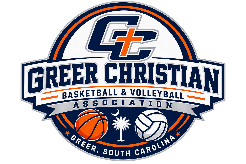 GC
GREER CHRISTIAN
BASKETBALL & VOLLEYBALL
ASSOCIATION
GREER, SOUTH CAROLINA